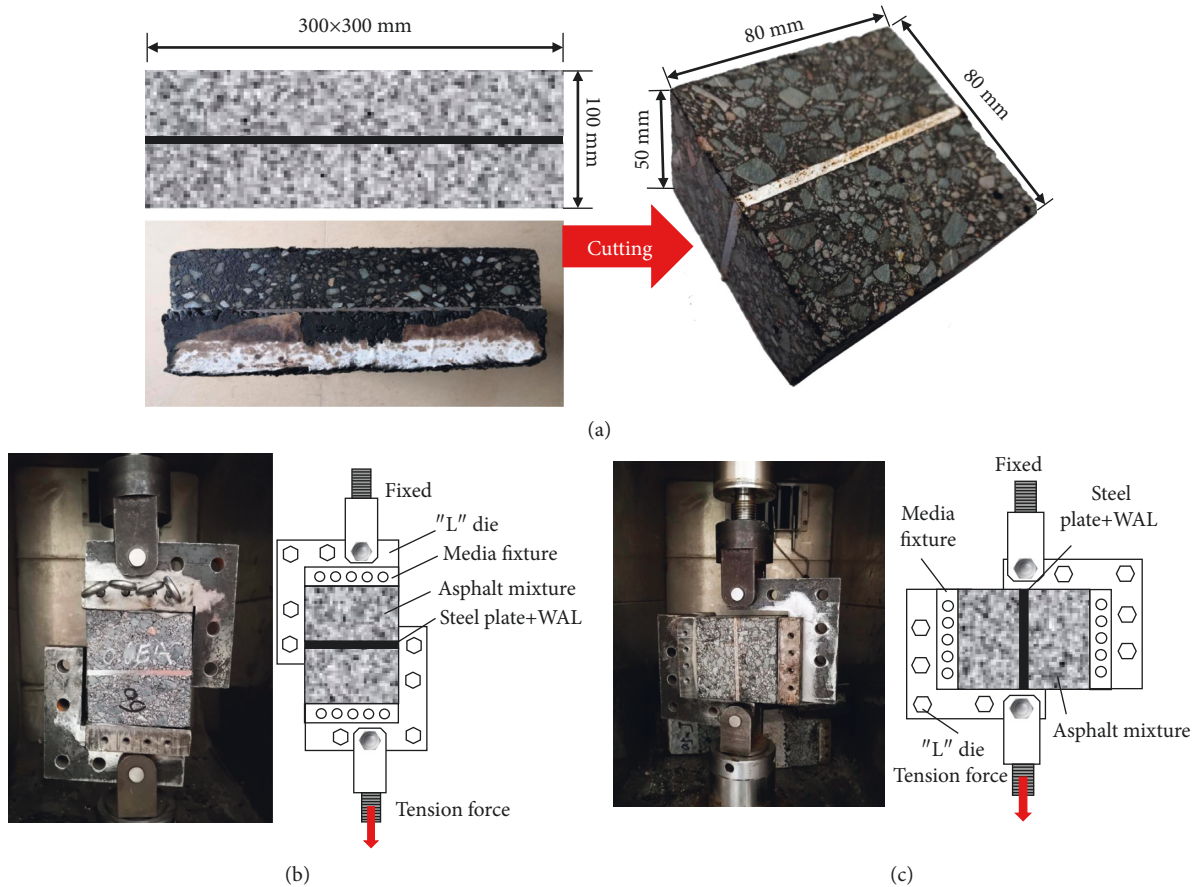 300×300 mm
100 mm
80 mm
80 mm
50 mm
Cutting
(a)
Fixed
"L" die
Media fixture
Asphalt mixture
Steel plate+WAL
Tension force
(b)
Fixed
Steel
plate+WAL
Media
fixture
Asphalt mixture
"L" die
Tension force
(c)